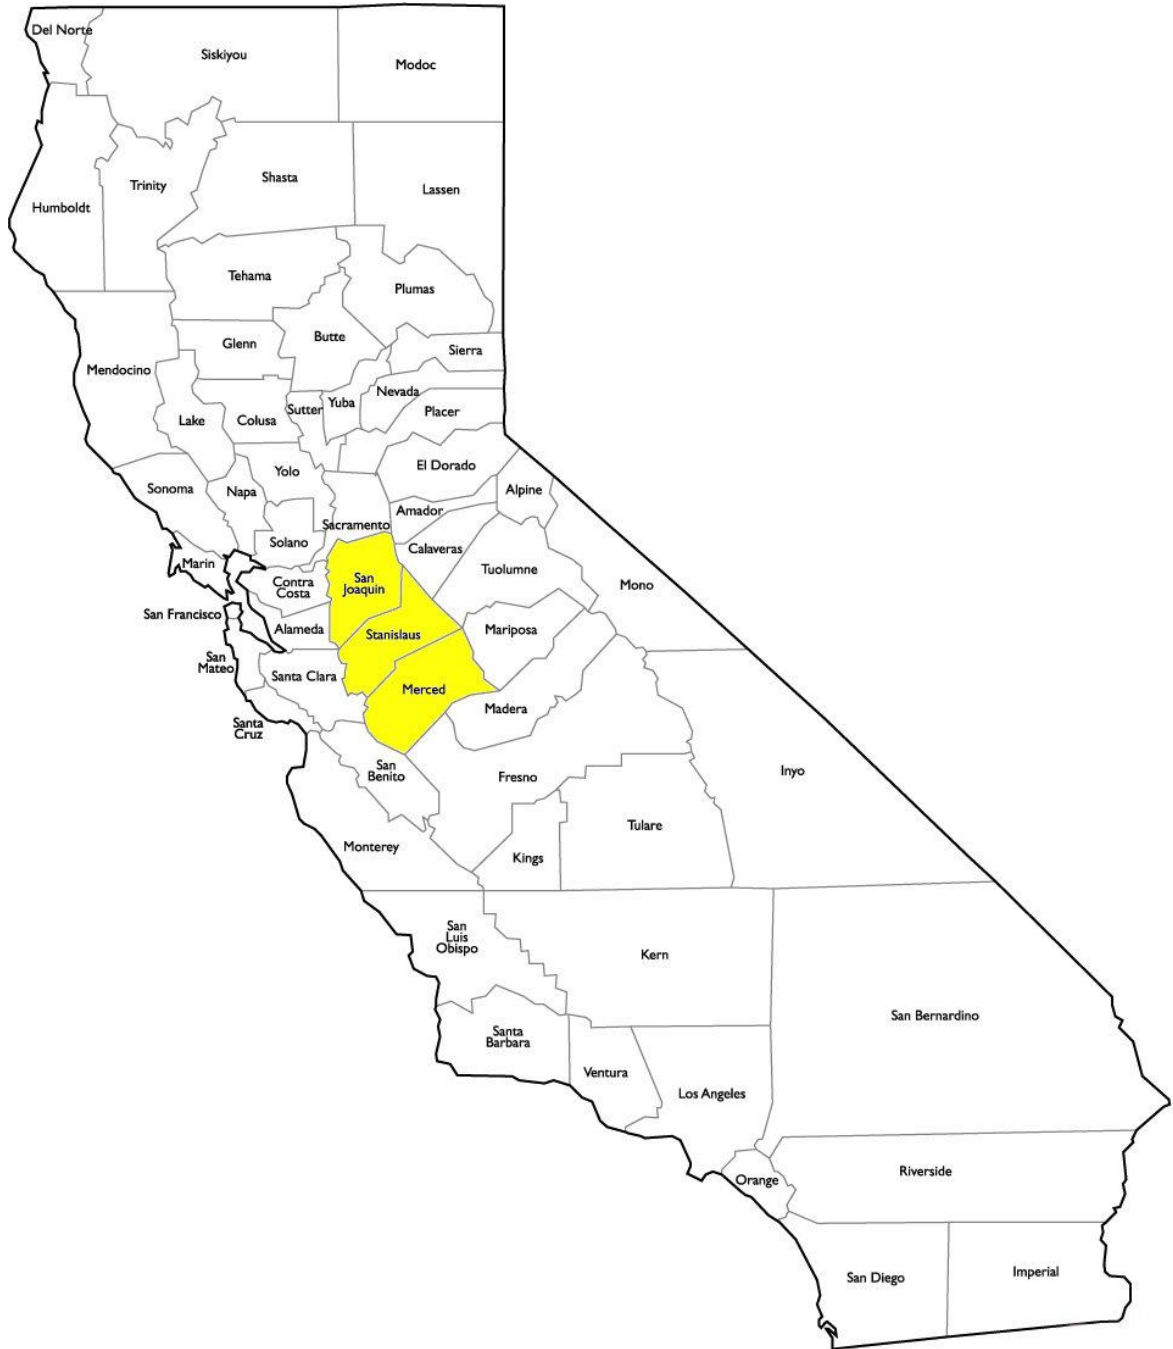 Del Norte
Siskiyou
Modoc
Shasta
Trinity
Lassen
Humboldt
Tehama
Plumas
Butte
Glenn
Sierra
Mendocino
Nevada
Yuba
Sutter
Placer
Lake
Colusa
El Dorado
Yolo
Sonoma
Napa
Alpine
Amador
Sacramento
Solano
Calaveras
Marin
Tuolumne
San
Joaquin
Contra
Costa
Mono
San Francisco
Alameda
Stanislaus
Mariposa
San
Mateo
Santa Clara
Merced
Madera
Santa
Cruz
San
Benito
Fresno
Inyo
Tulare
Monterey
Kings
San
Luis
Obispo
Kern
San Bernardino
Santa
Barbara
Ventura
Los Angeles
Riverside
Orange
San Diego
Imperial